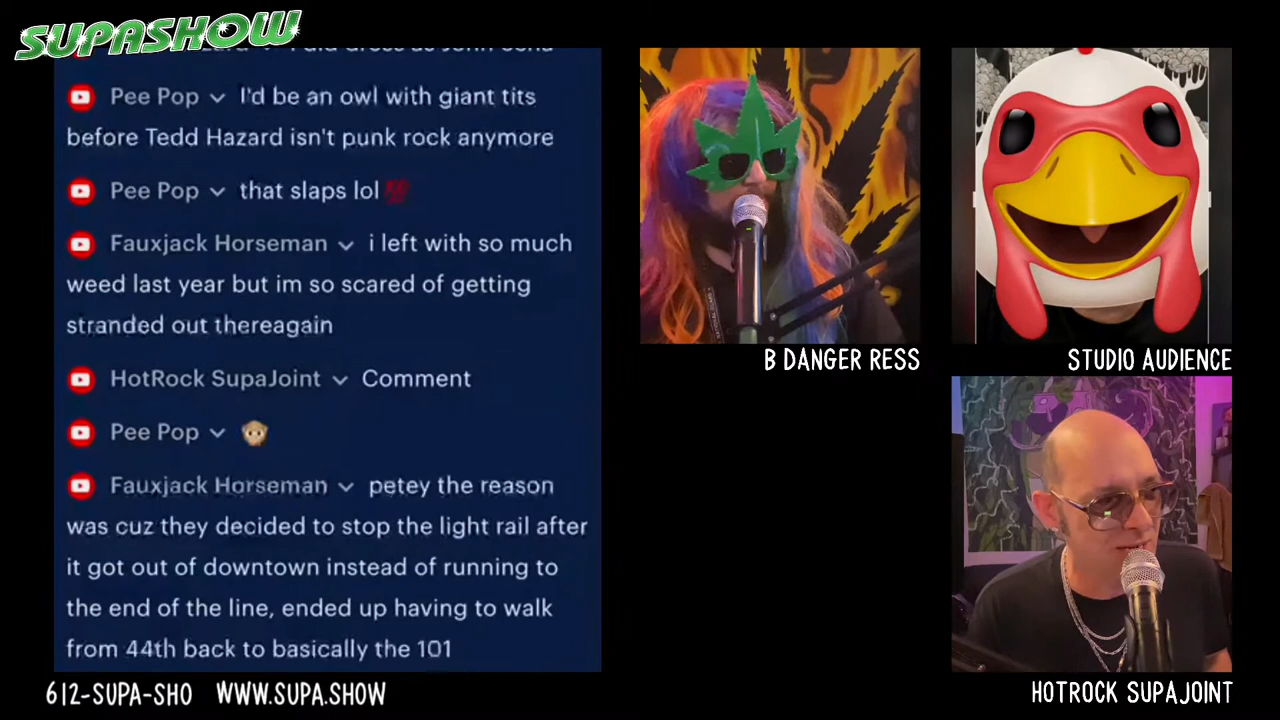 SUPASHOW
I did dress as John Cena
Pee Pop I'd be an owl with giant tits
before Tedd Hazard isn't punk rock anymore
Pee Pop that slaps lol 💯
Fauxjack Horseman i left with so much
weed last year but im so scared of getting
stranded out thereagain
HotRock SupaJoint Comment
Pee Pop 🙊
Fauxjack Horseman petey the reason
was cuz they decided to stop the light rail after
it got out of downtown instead of running to
the end of the line, ended up having to walk
from 44th back to basically the 101
B DANGER RESS
STUDIO AUDIENCE
HOTROCK SUPAJOINT
612-SUPA-SHO WWW.SUPA.SHOW